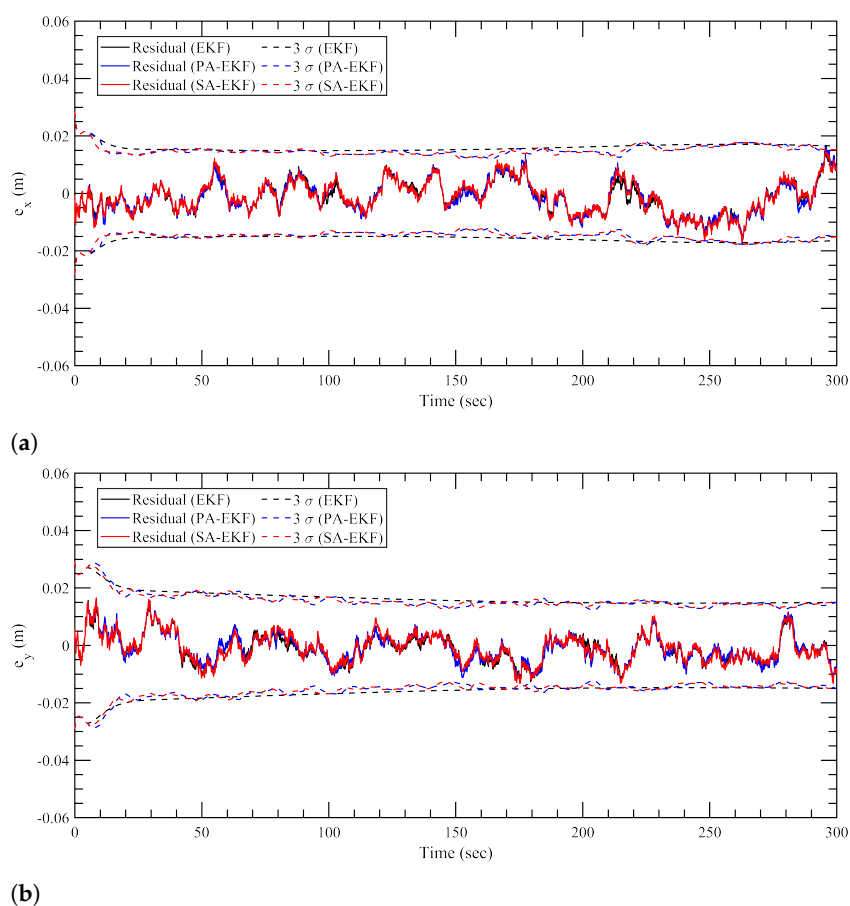 0.06
0.04
0.02
0
-0.02
-0.04
-0.06
e_x (m)
Residual (EKF) 3 σ (EKF)
Residual (PA-EKF) 3 σ (PA-EKF)
Residual (SA-EKF) 3 σ (SA-EKF)
0 50 100 150 200 250 300
Time (sec)
(a)
0.06
0.04
0.02
0
-0.02
-0.04
-0.06
e_y (m)
Residual (EKF) 3 σ (EKF)
Residual (PA-EKF) 3 σ (PA-EKF)
Residual (SA-EKF) 3 σ (SA-EKF)
0 50 100 150 200 250 300
Time (sec)
(b)